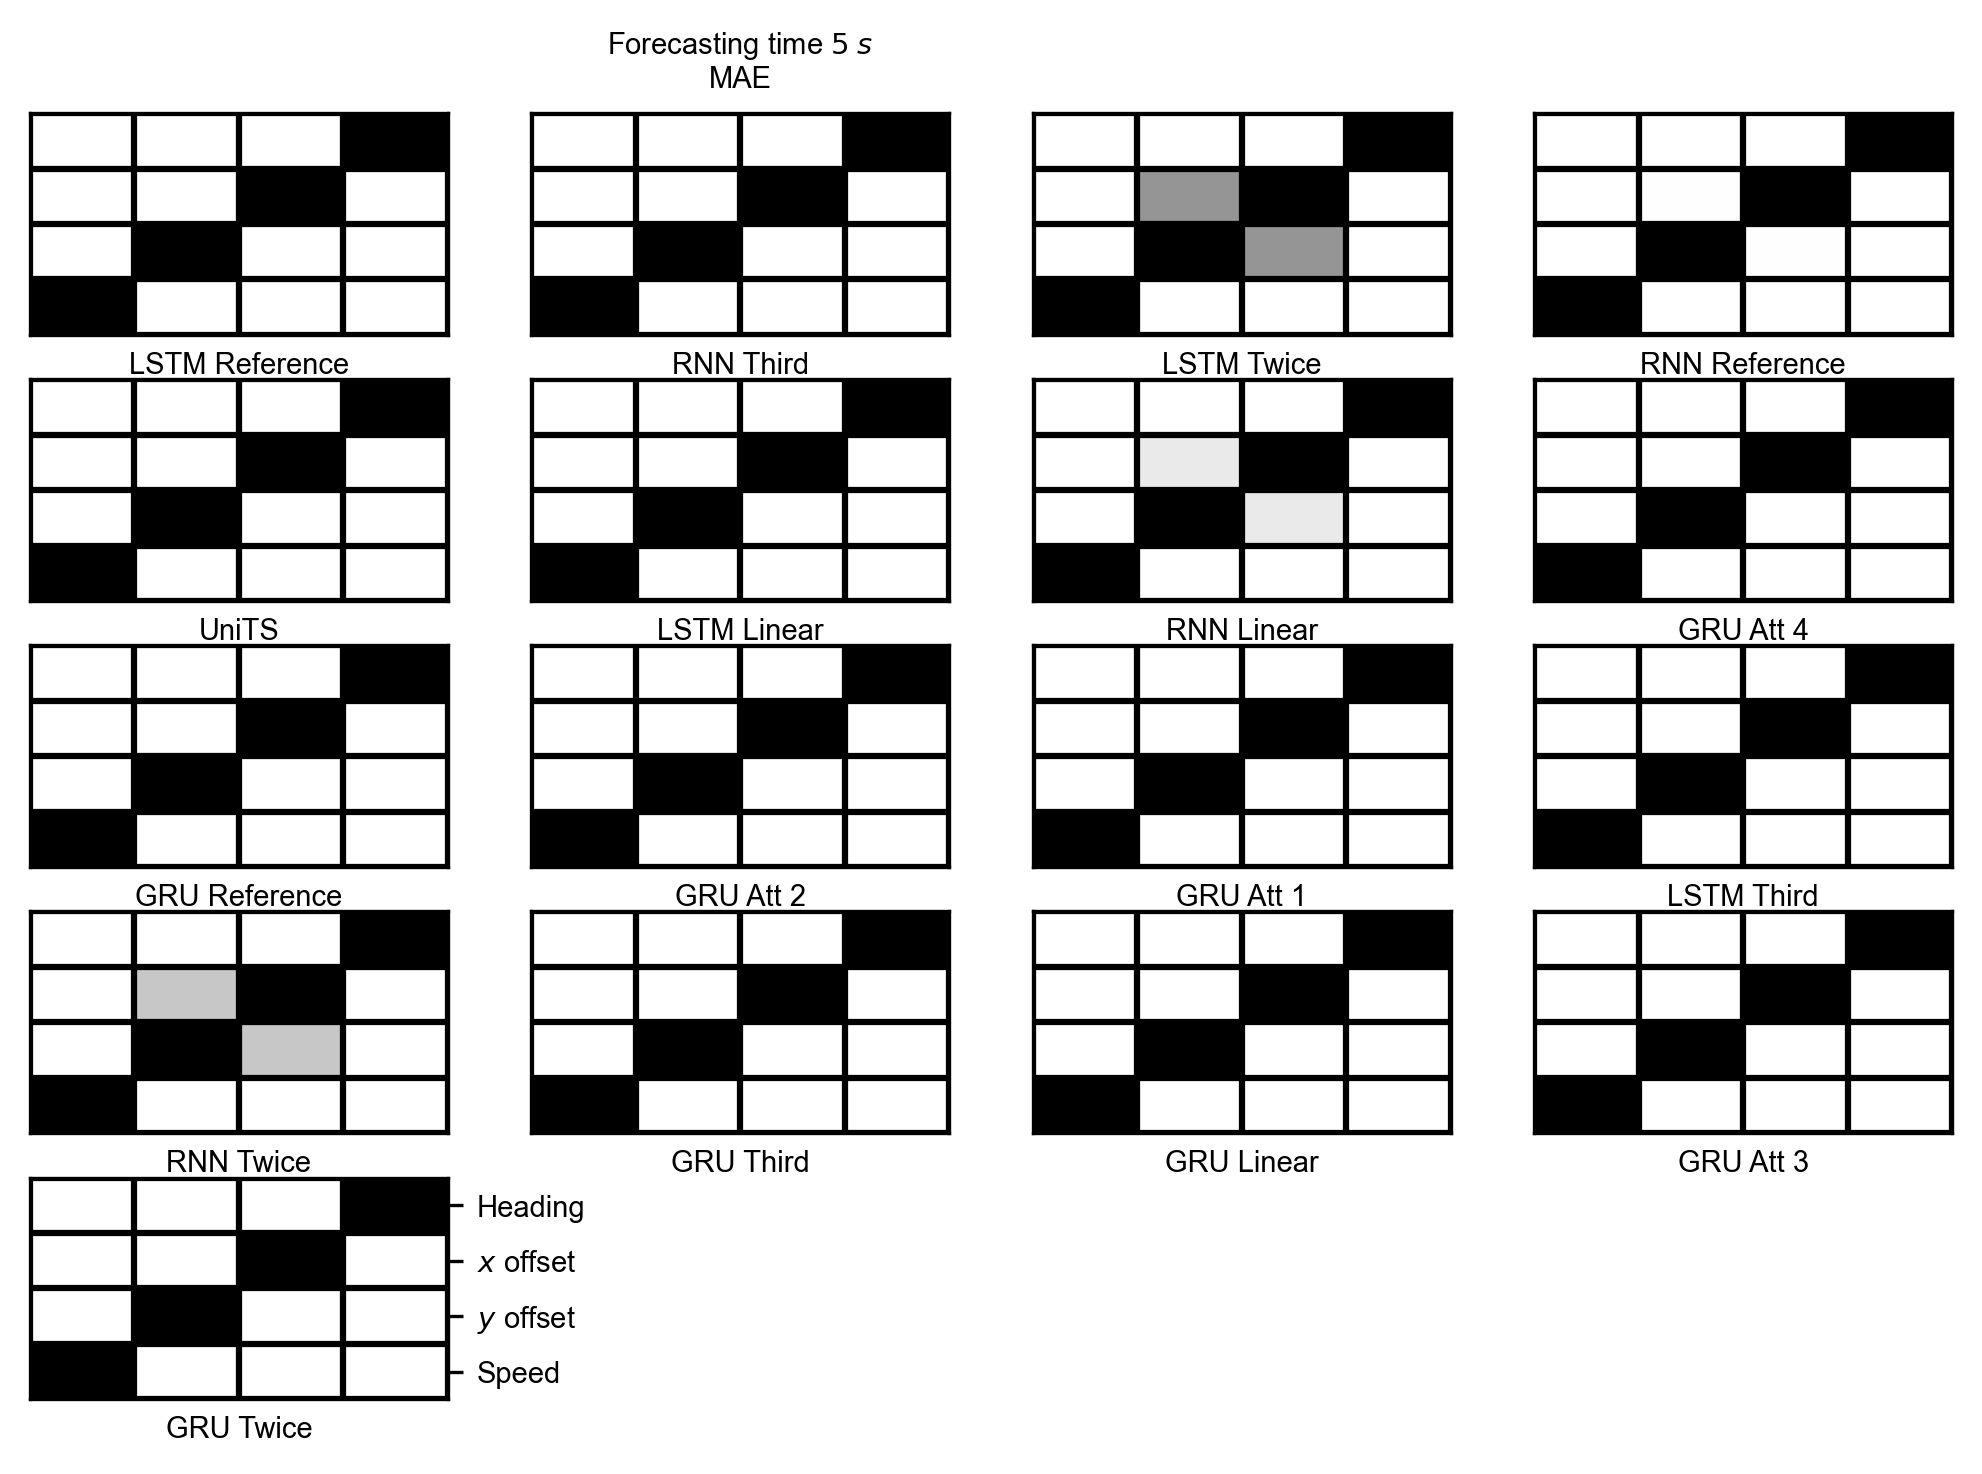 Forecasting time 5 s
MAE
LSTM Reference
RNN Third
LSTM Twice
RNN Reference
UniTS
LSTM Linear
RNN Linear
GRU Att 4
GRU Reference
GRU Att 2
GRU Att 1
LSTM Third
RNN Twice
GRU Third
GRU Linear
GRU Att 3
Heading
x offset
y offset
Speed
GRU Twice